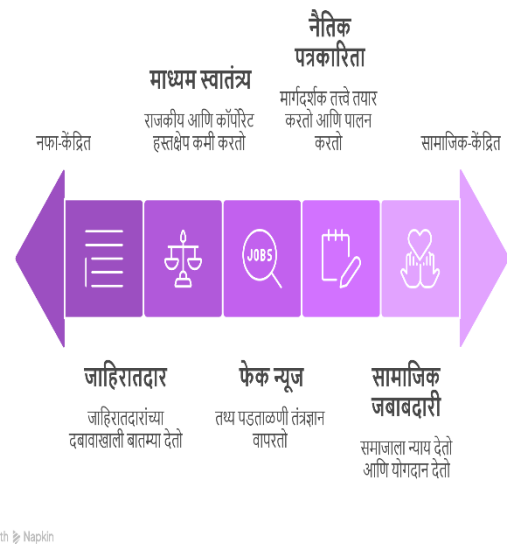 नैतिक
पत्रकारिता
माध्यम स्वातंत्र्य
मार्गदर्शक तत्त्वे तयार
करतो आणि पालन
करतो
राजकीय आणि कॉर्पोरेट
हस्तक्षेप कमी करतो
नफा-केंद्रित
सामाजिक-केंद्रित
JOBS
जाहिरातदार
जाहिरातदारांच्या
दबावाखाली बातम्या देतो
फेक न्यूज
तथ्य पडताळणी तंत्रज्ञान
वापरतो
सामाजिक
जबाबदारी
समाजाला न्याय देतो
आणि योगदान देतो
th Napkin